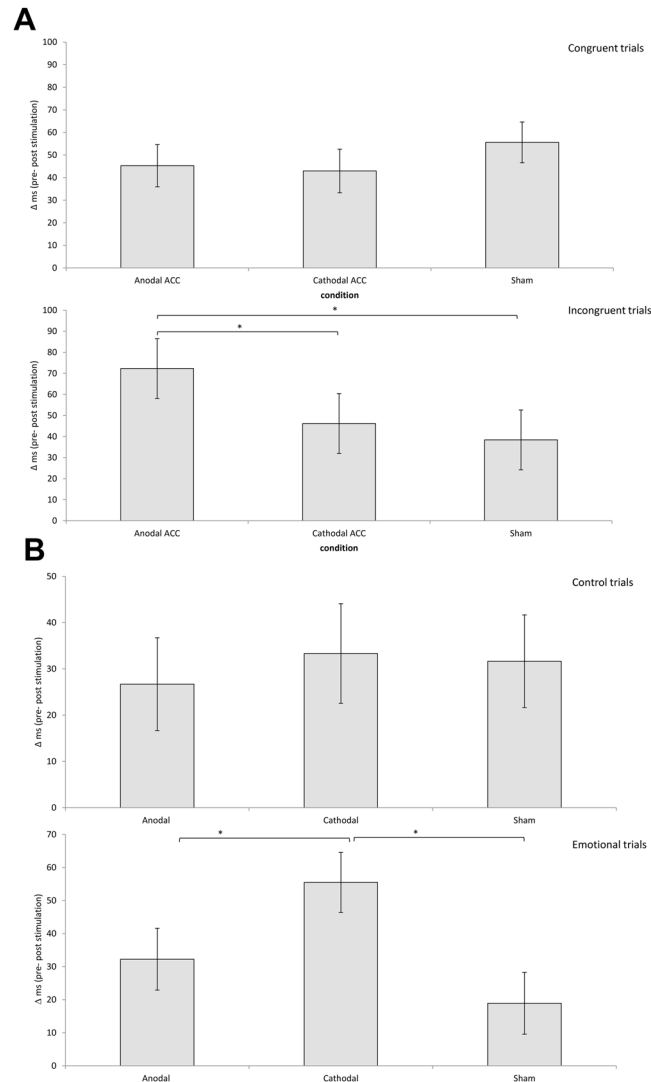 A
Congruent trials
Δ ms (pre- post stimulation)
100
90
80
70
60
50
40
30
20
10
0
Anodal ACC Cathodal ACC Sham
condition
Incongruent trials
Δ ms (pre- post stimulation)
100
90
80
70
60
50
40
30
20
10
0
*
*
Anodal ACC Cathodal ACC Sham
condition
B
Control trials
Δ ms (pre- post stimulation)
50
40
30
20
10
0
Anodal Cathodal Sham
Emotional trials
Δ ms (pre- post stimulation)
70
60
50
40
30
20
10
0
* *
Anodal Cathodal Sham